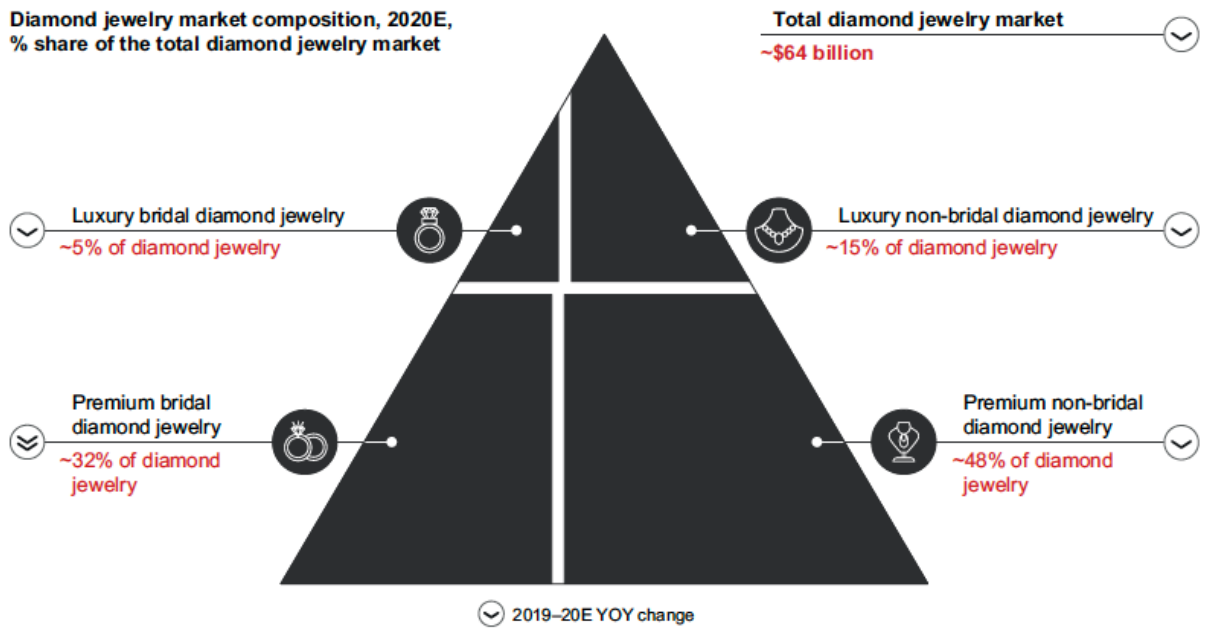 Diamond jewelry market composition, 2020E,
% share of the total diamond jewelry market
Total diamond jewelry market
~$64 billion
Luxury bridal diamond jewelry
~5% of diamond jewelry
Luxury non-bridal diamond jewelry
~15% of diamond jewelry
Premium bridal
diamond jewelry
~32% of diamond
jewelry
Premium non-bridal
diamond jewelry
~48% of diamond
jewelry
2019–20E YOY change